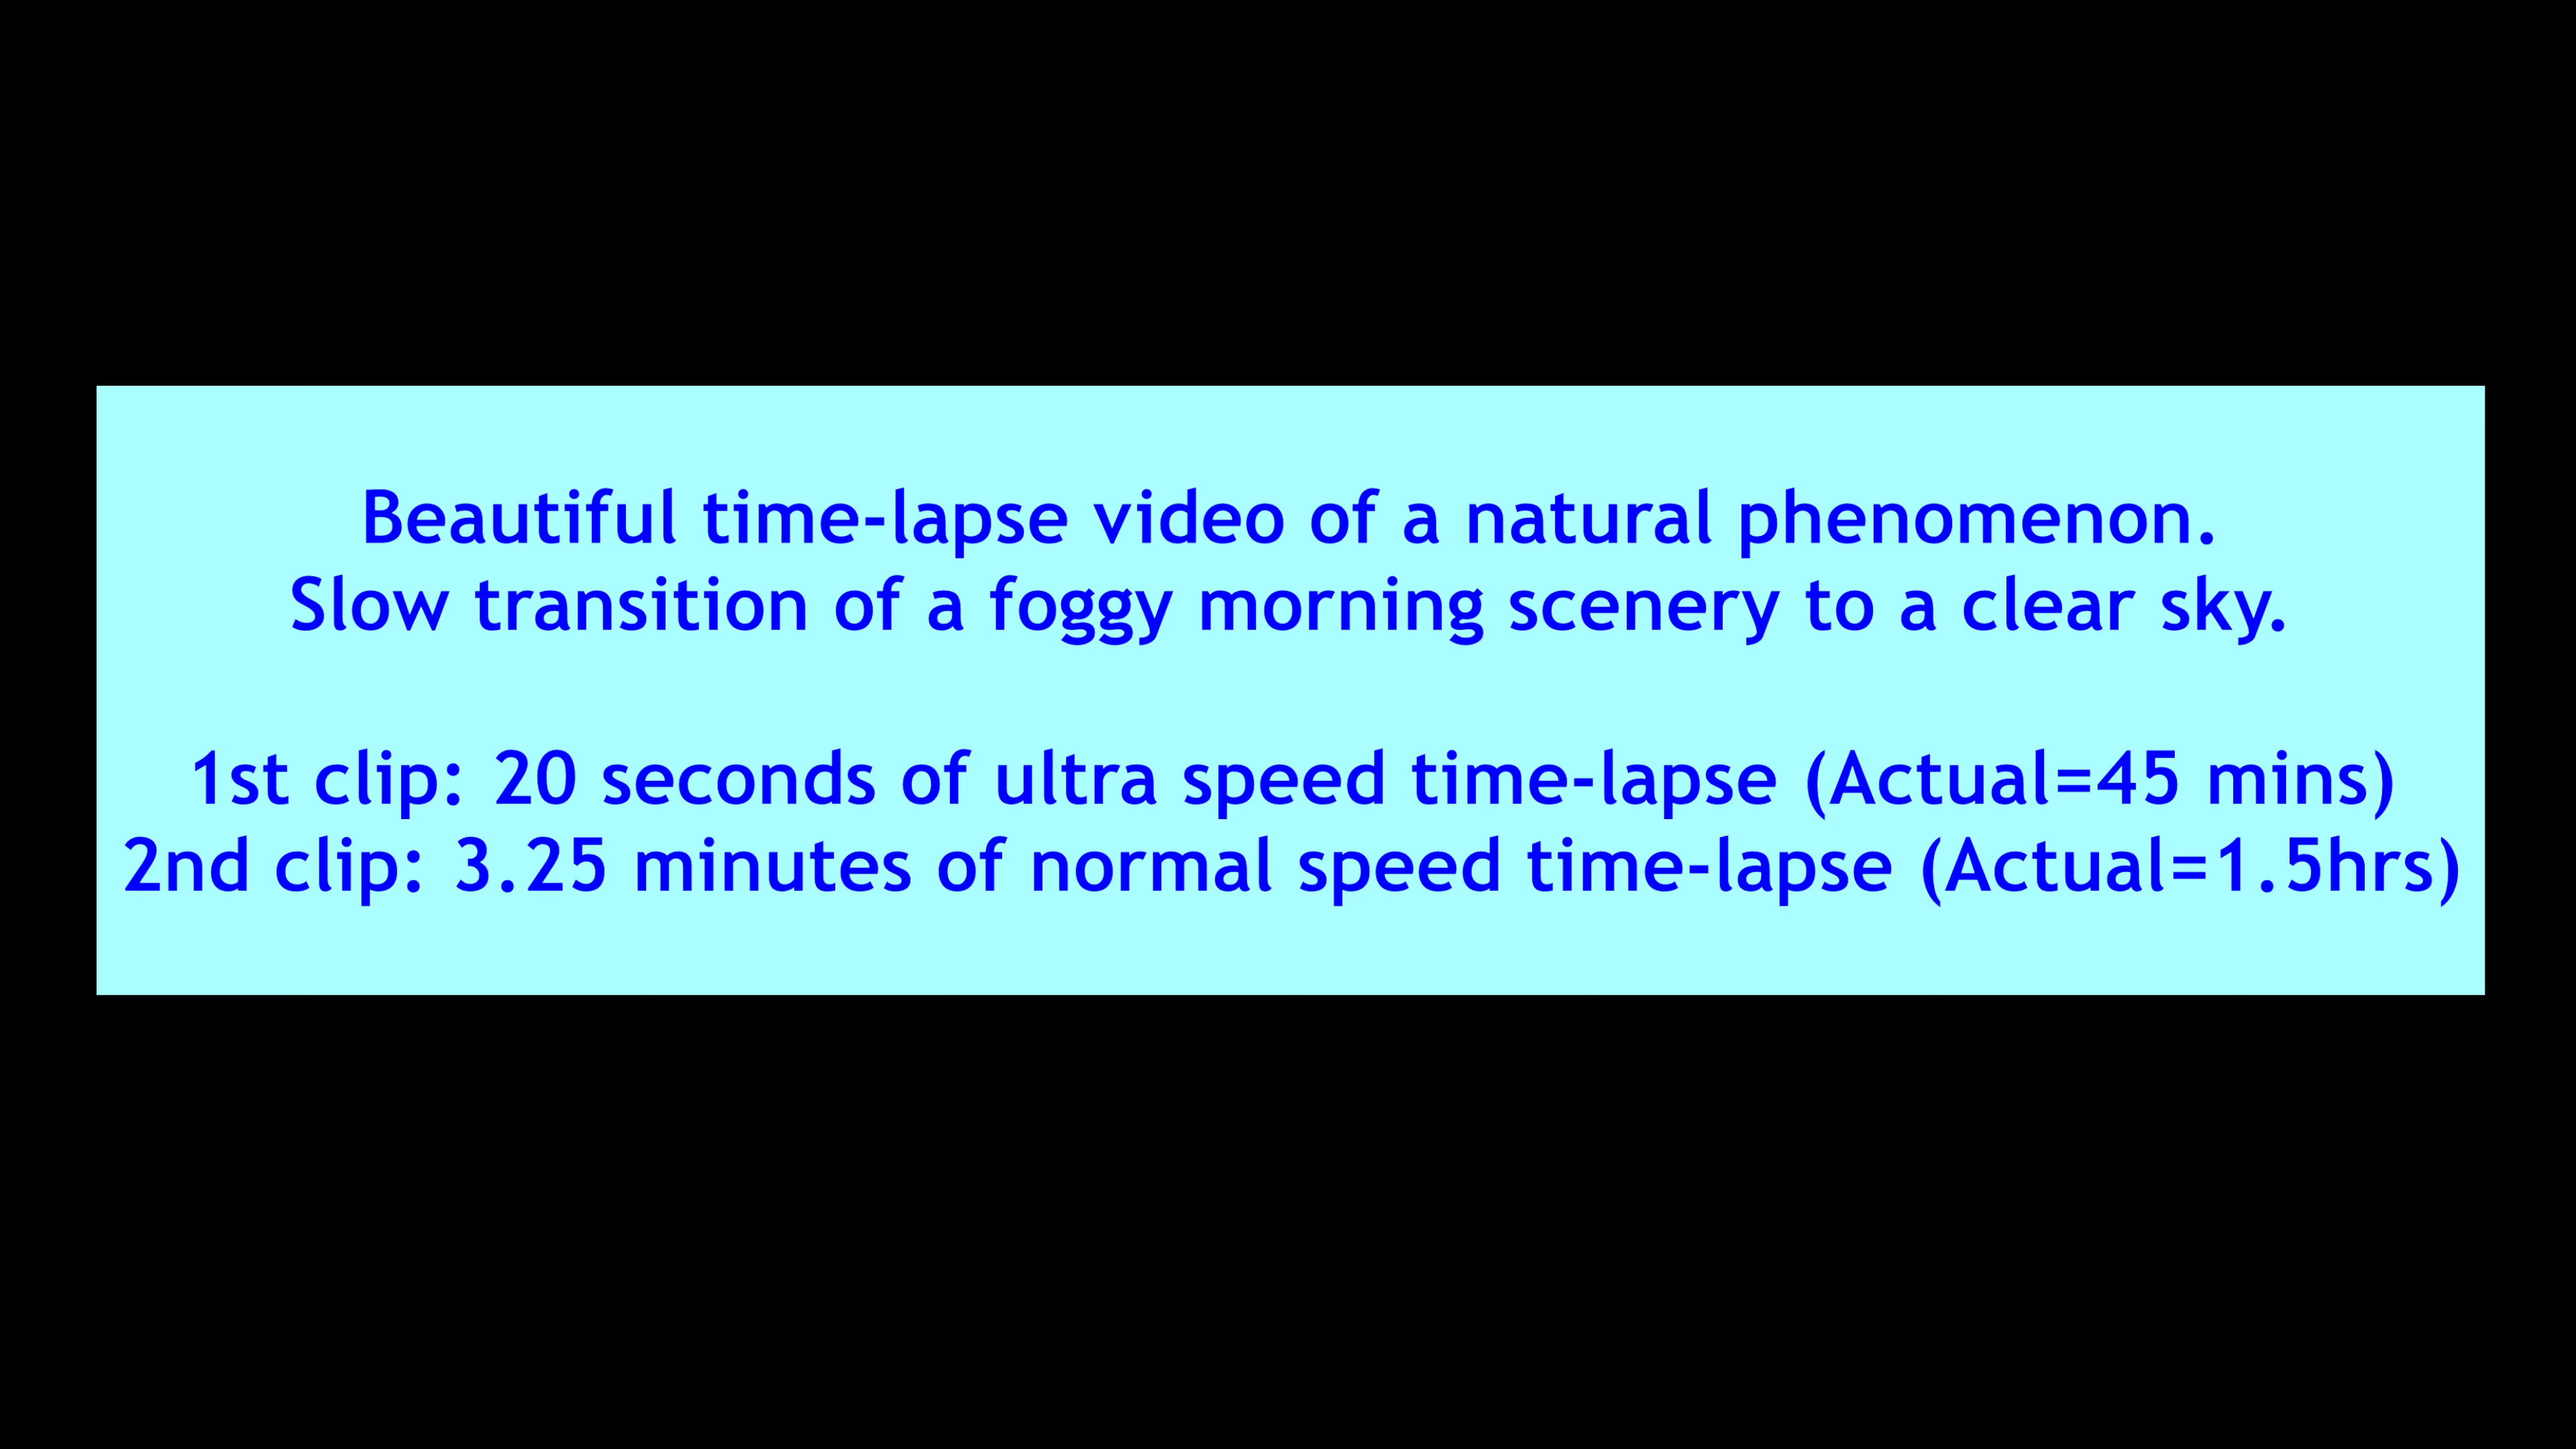 Beautiful time-lapse video of a natural phenomenon.
Slow transition of a foggy morning scenery to a clear sky.
1st clip: 20 seconds of ultra speed time-lapse (Actual=45 mins)
2nd clip: 3.25 minutes of normal speed time-lapse (Actual=1.5hrs)